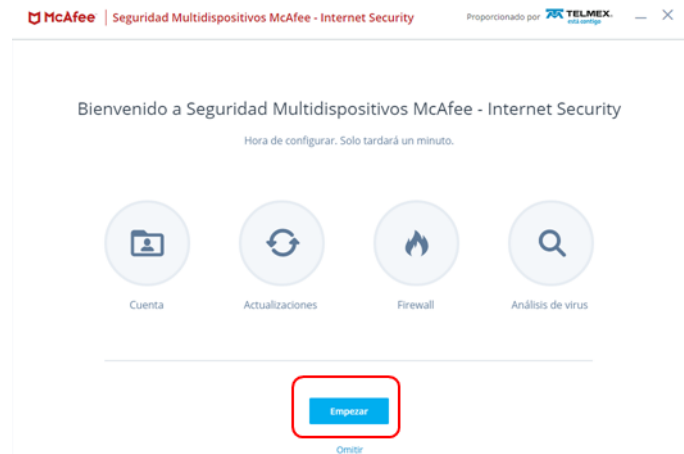 McAfee | Seguridad Multidispositivos McAfee - Internet Security Proporcionado por TELMEX.
está contigo
Bienvenido a Seguridad Multidispositivos McAfee - Internet Security
Hora de configurar. Solo tardará un minuto.
Cuenta Actualizaciones Firewall Análisis de virus
Empezar
Omitir